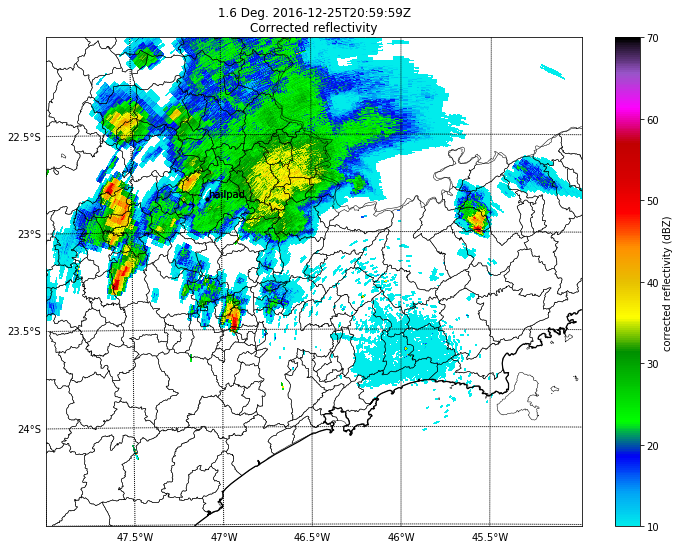 1.6 Deg. 2016-12-25T20:59:59Z
Corrected reflectivity
22.5°S
23°S
23.5°S
24°S
hailpad
47.5°W
47°W
46.5°W
46°W
45.5°W
70
60
50
40
30
20
10
corrected reflectivity (dBZ)